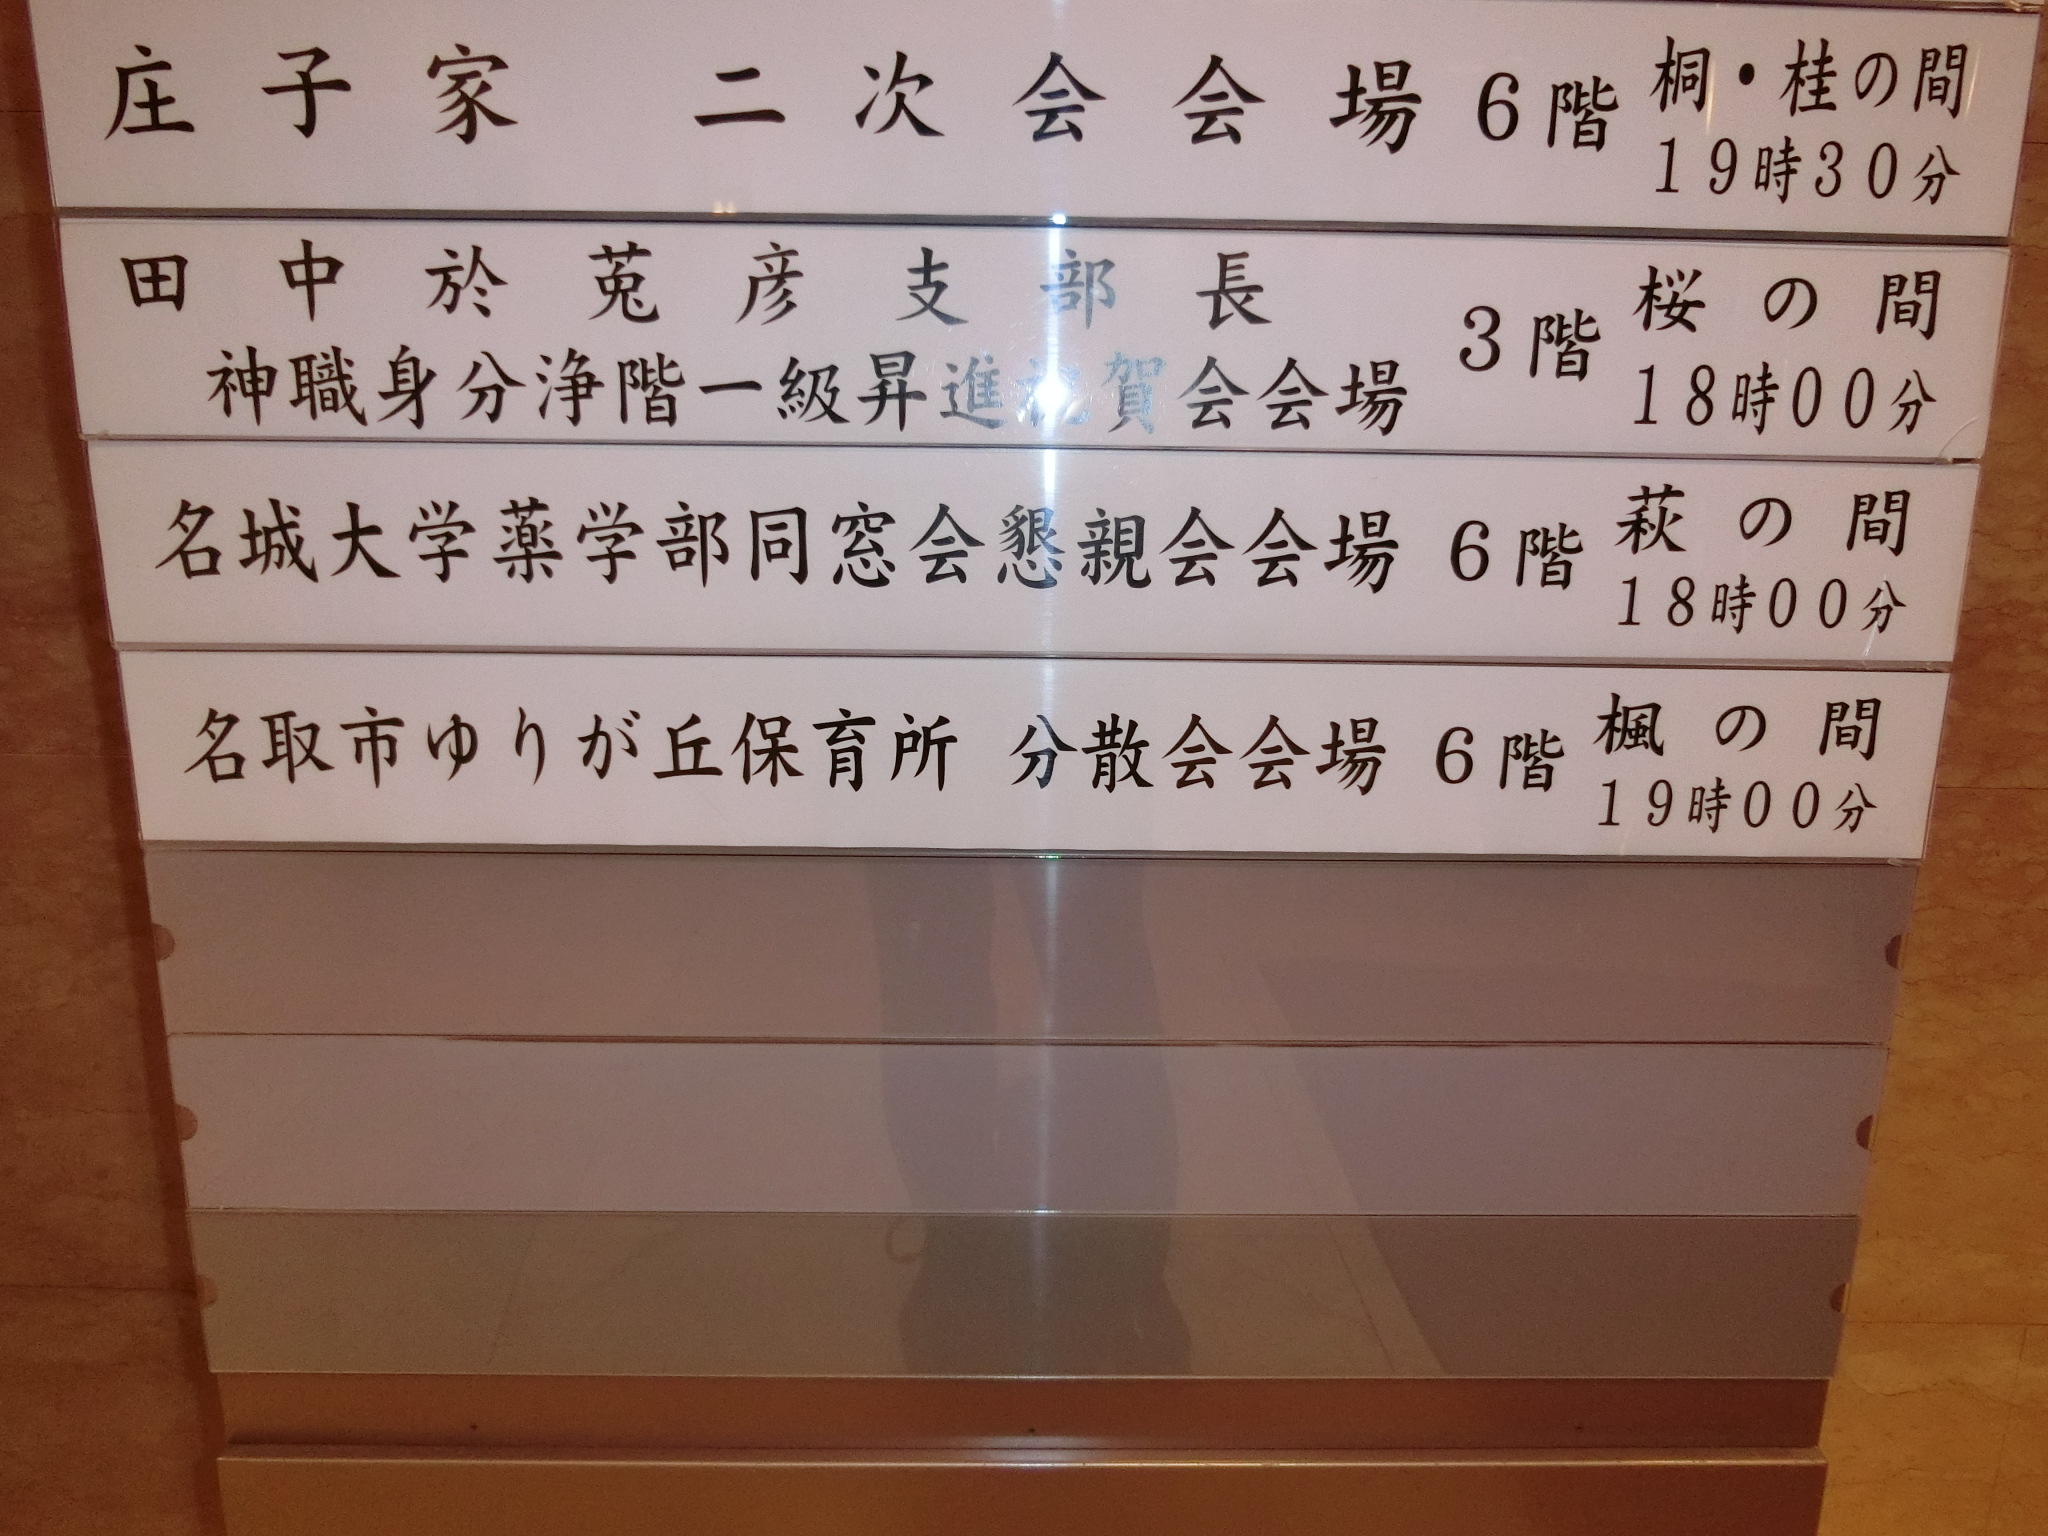 庄子家 二次会会場 6階 桐・桂の間
19時30分
田中於菟彦支部長
神職身分浄階一級昇進祝賀会会場 3階 桜の間
18時00分
名城大学薬学部同窓会懇親会会場 6階 萩の間
18時00分
名取市ゆりが丘保育所 分散会会場 6階 楓の間
19時00分